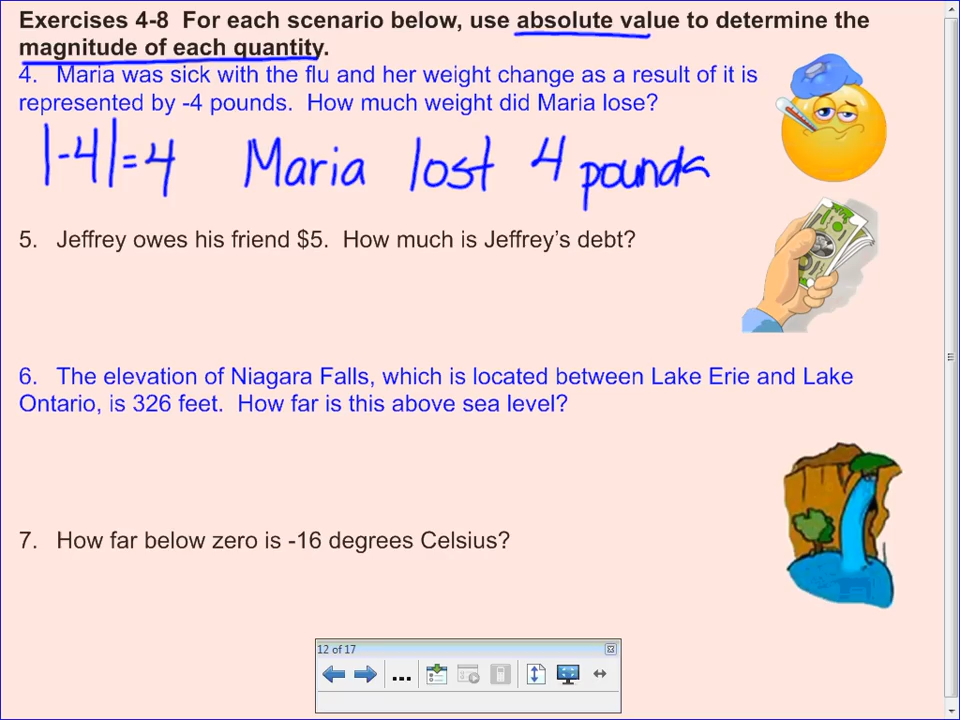 Exercises 4-8 For each scenario below, use absolute value to determine the
magnitude of each quantity.
4. Maria was sick with the flu and her weight change as a result of it is
represented by -4 pounds. How much weight did Maria lose?
|-4|=4 Maria lost 4 pounds
5. Jeffrey owes his friend $5. How much is Jeffrey's debt?
6. The elevation of Niagara Falls, which is located between Lake Erie and Lake
Ontario, is 326 feet. How far is this above sea level?
7. How far below zero is -16 degrees Celsius?
12 of 17
...